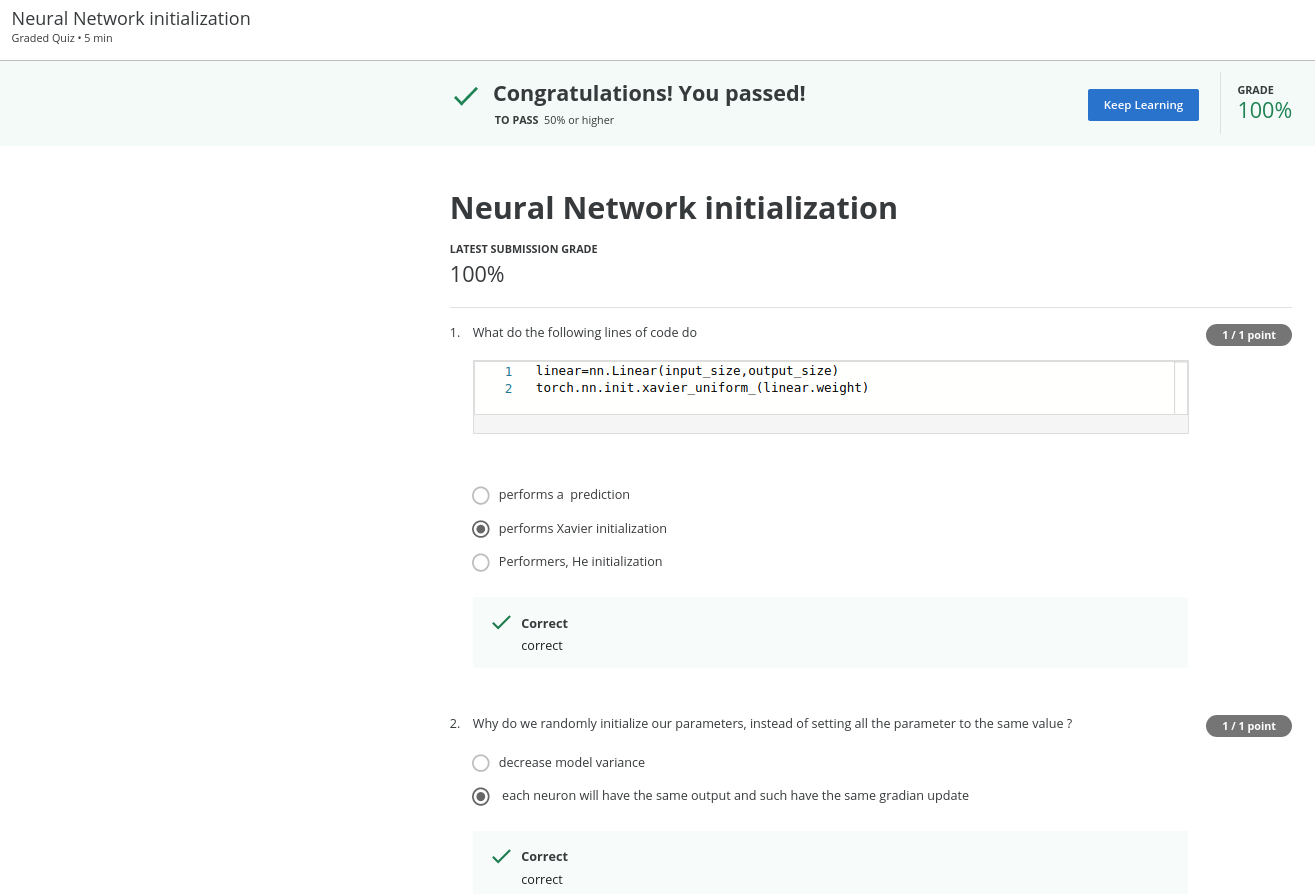 Neural Network initialization
Graded Quiz • 5 min
Congratulations! You passed!
TO PASS 50% or higher
Keep Learning
GRADE
100%
Neural Network initialization
LATEST SUBMISSION GRADE
100%
1. What do the following lines of code do
1 / 1 point
1 linear=nn.Linear(input_size,output_size)
2 torch.nn.init.xavier_uniform_(linear.weight)
performs a  prediction
performs Xavier initialization
Performers, He initialization
Correct
correct
2. Why do we randomly initialize our parameters, instead of setting all the parameter to the same value ?
1 / 1 point
decrease model variance
each neuron will have the same output and such have the same gradian update
Correct
correct